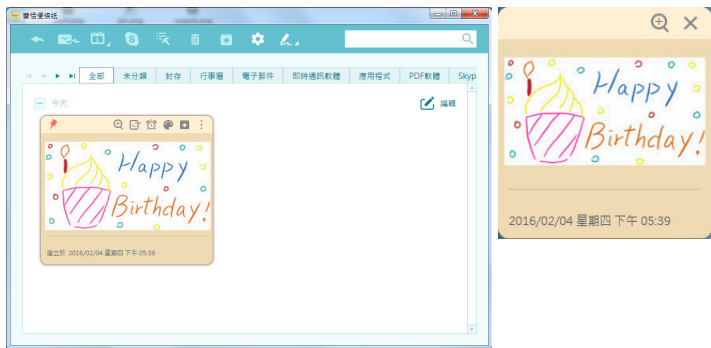 蒙恬便條紙
全部 未分類 封存 行事曆 電子郵件 即時通訊軟體 應用程式 PDF軟體 Skyp
今天
編輯
Happy
Birthday!
建立於 2016/02/04 星期四 下午 05:39
Happy
Birthday!
2016/02/04 星期四 下午 05:39